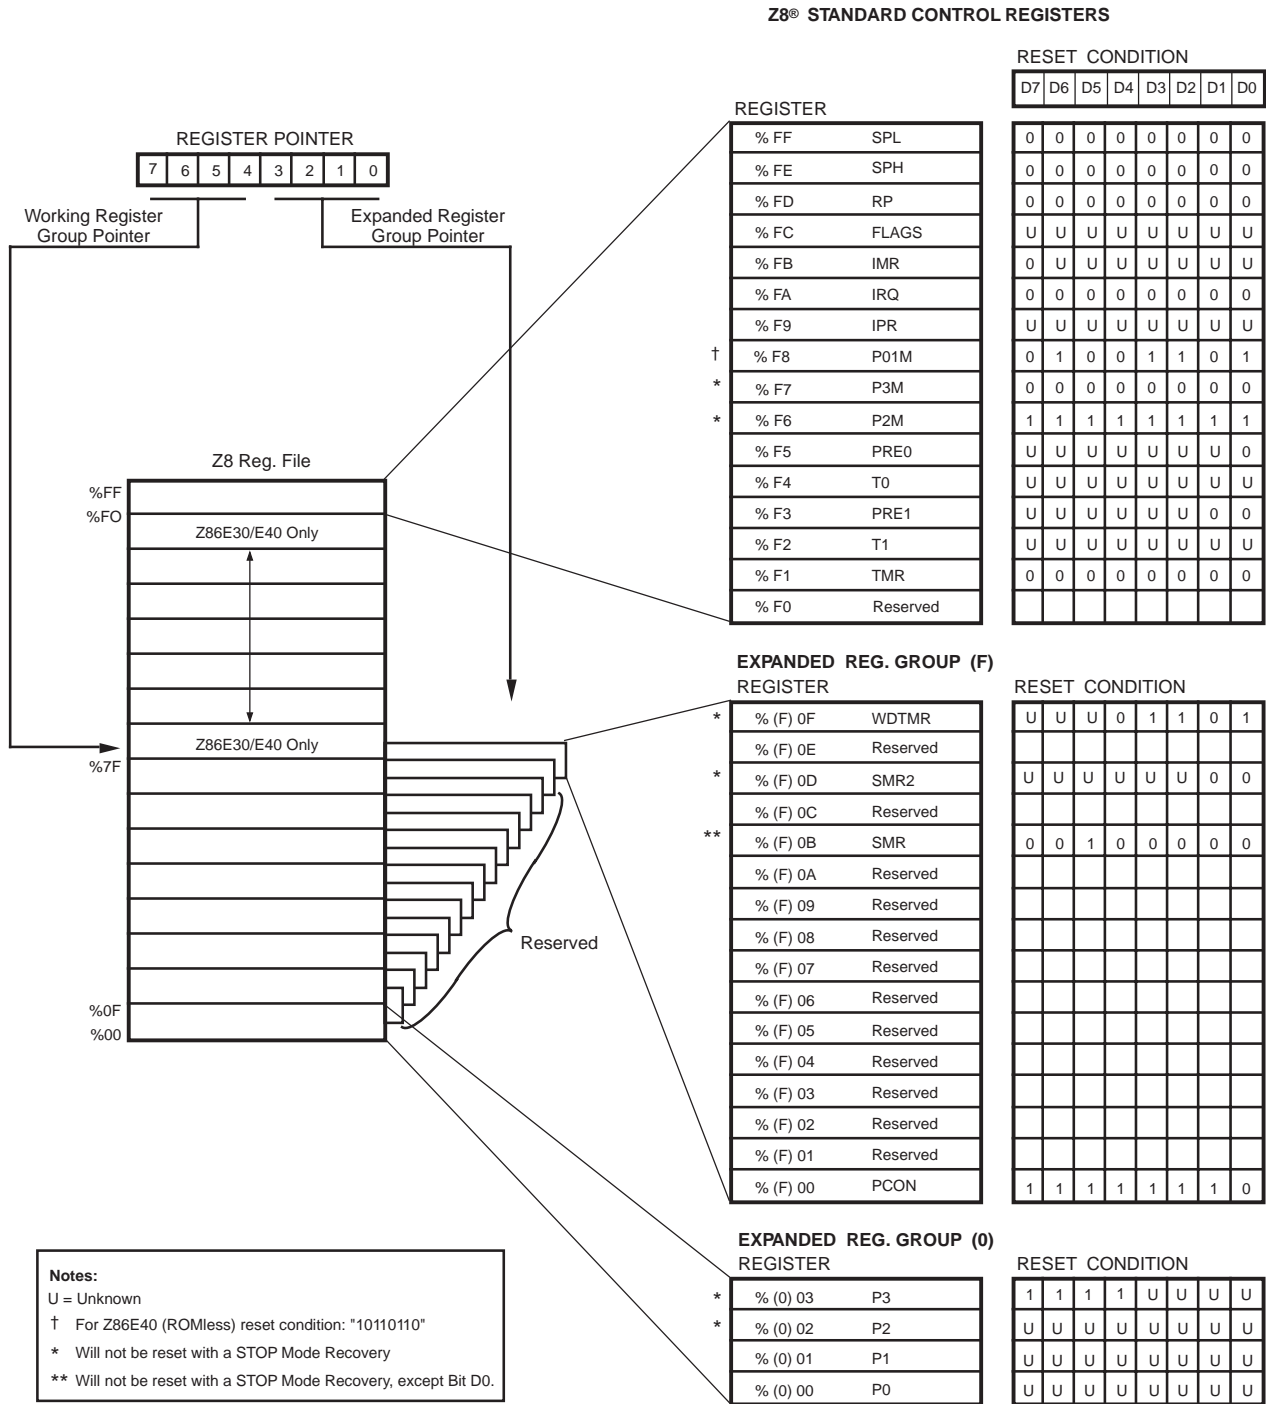 Z8® STANDARD CONTROL REGISTERS
RESET CONDITION
D7 D6 D5 D4 D3 D2 D1 D0
REGISTER
% FF SPL 0 0 0 0 0 0 0 0
% FE SPH 0 0 0 0 0 0 0 0
% FD RP 0 0 0 0 0 0 0 0
% FC FLAGS U U U U U U U U
% FB IMR 0 U U U U U U U
% FA IRQ 0 0 0 0 0 0 0 0
% F9 IPR U U U U U U U U
† % F8 P01M 0 1 0 0 1 1 0 1
* % F7 P3M 0 0 0 0 0 0 0 0
* % F6 P2M 1 1 1 1 1 1 1 1
% F5 PRE0 U U U U U U U 0
% F4 T0 U U U U U U U U
% F3 PRE1 U U U U U U 0 0
% F2 T1 U U U U U U U U
% F1 TMR 0 0 0 0 0 0 0 0
% F0 Reserved
REGISTER POINTER
7 6 5 4 3 2 1 0
Working Register
Group Pointer
Expanded Register
Group Pointer
Z8 Reg. File
%FF
%FO
Z86E30/E40 Only
Z86E30/E40 Only
%7F
Reserved
%0F
%00
EXPANDED REG. GROUP (F)
REGISTER
RESET CONDITION
* % (F) 0F WDTMR U U U 0 1 1 0 1
% (F) 0E Reserved
* % (F) 0D SMR2 U U U U U U 0 0
% (F) 0C Reserved
** % (F) 0B SMR 0 0 1 0 0 0 0 0
% (F) 0A Reserved
% (F) 09 Reserved
% (F) 08 Reserved
% (F) 07 Reserved
% (F) 06 Reserved
% (F) 05 Reserved
% (F) 04 Reserved
% (F) 03 Reserved
% (F) 02 Reserved
% (F) 01 Reserved
% (F) 00 PCON 1 1 1 1 1 1 1 0
EXPANDED REG. GROUP (0)
REGISTER
RESET CONDITION
* % (0) 03 P3 1 1 1 1 U U U U
* % (0) 02 P2 U U U U U U U U
% (0) 01 P1 U U U U U U U U
% (0) 00 P0 U U U U U U U U
Notes:
U = Unknown
† For Z86E40 (ROMless) reset condition: "10110110"
* Will not be reset with a STOP Mode Recovery
** Will not be reset with a STOP Mode Recovery, except Bit D0.